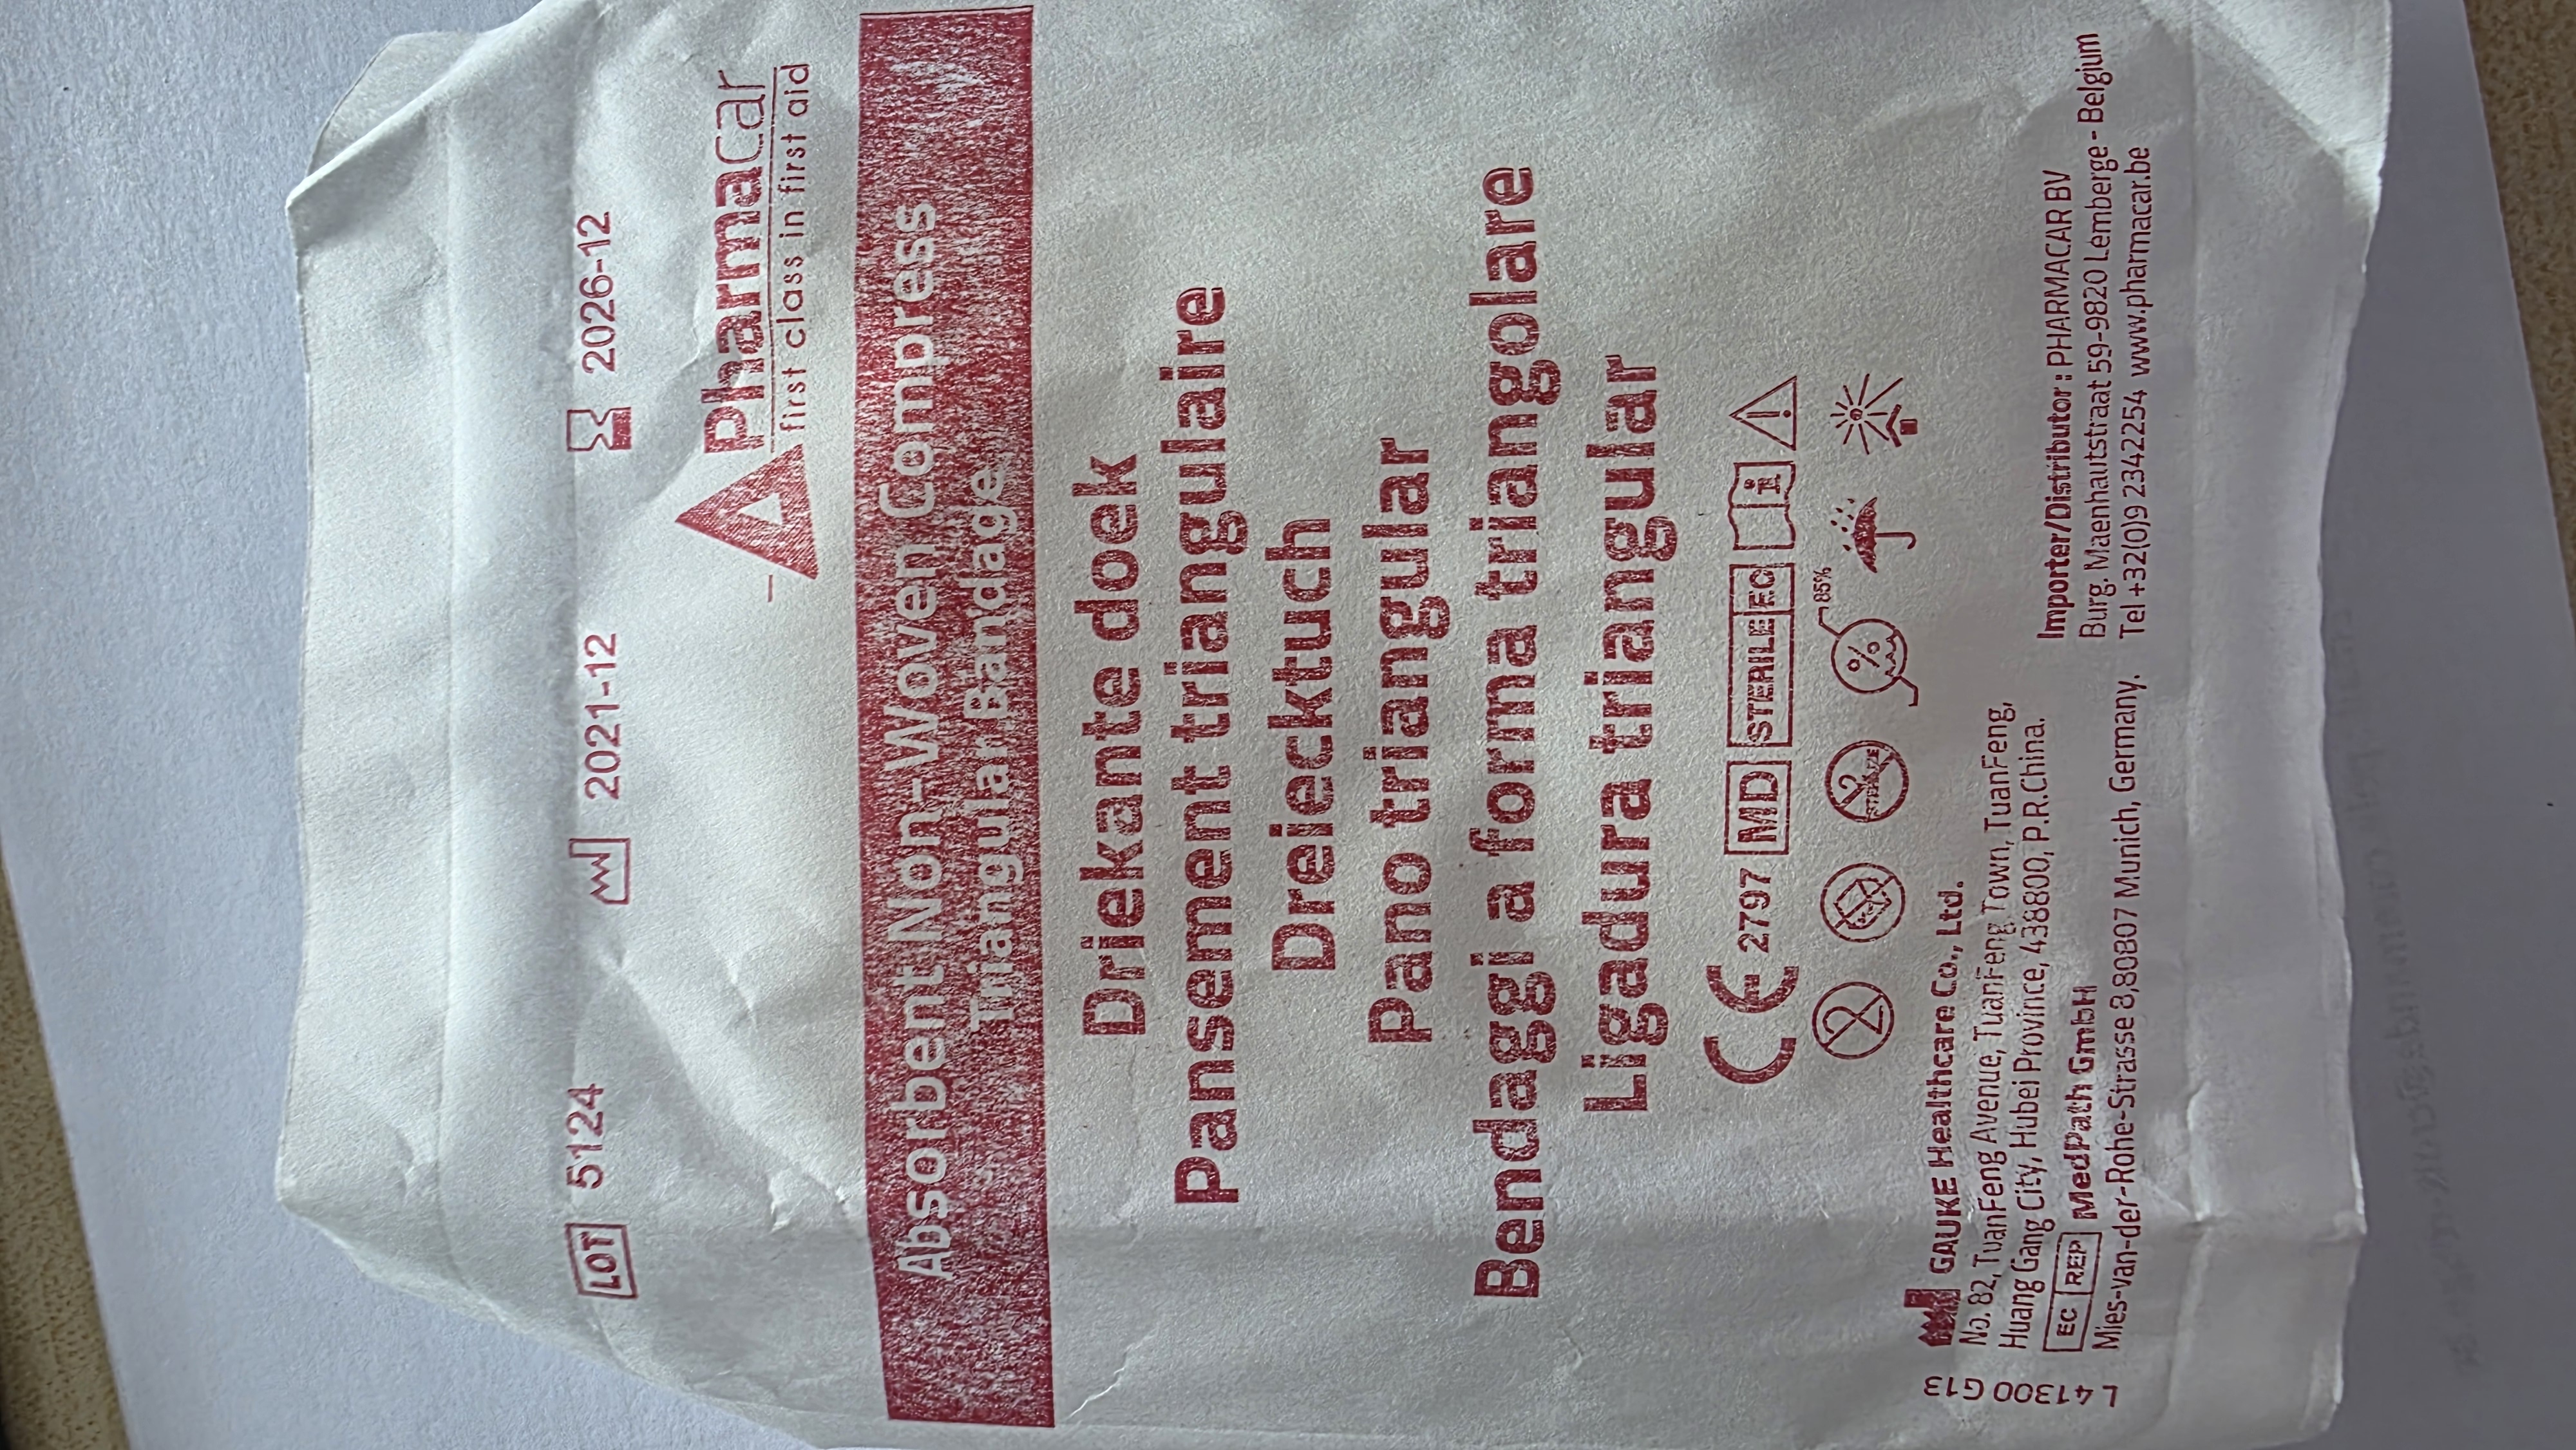 LOT 5124 2021-12 2026-12
Pharmacar
first class in first aid
Absorbent Non-Woven Compress
Triangular Bandage
Driekante doek
Pansement triangulaire
Dreiecktuch
Pano triangular
Bendaggi a forma triangolare
Ligadura triangular
CE 2797 MD STERILE EO
2 STERILIZE 85%
GAUKE Healthcare Co., Ltd.
No. 82, TuanFeng Avenue, TuanFeng Town, TuanFeng,
Huang Gang City, Hubei Province, 438800, P.R.China.
EC REP MedPath GmbH
Mies-van-der-Rohe-Strasse 8,80807 Munich, Germany.
Importer/Distributor : PHARMACAR BV
Burg. Maenhautstraat 59-9820 Lemberge - Belgium
Tel +32(0)9 2342254 www.pharmacar.be
L 41300 G13